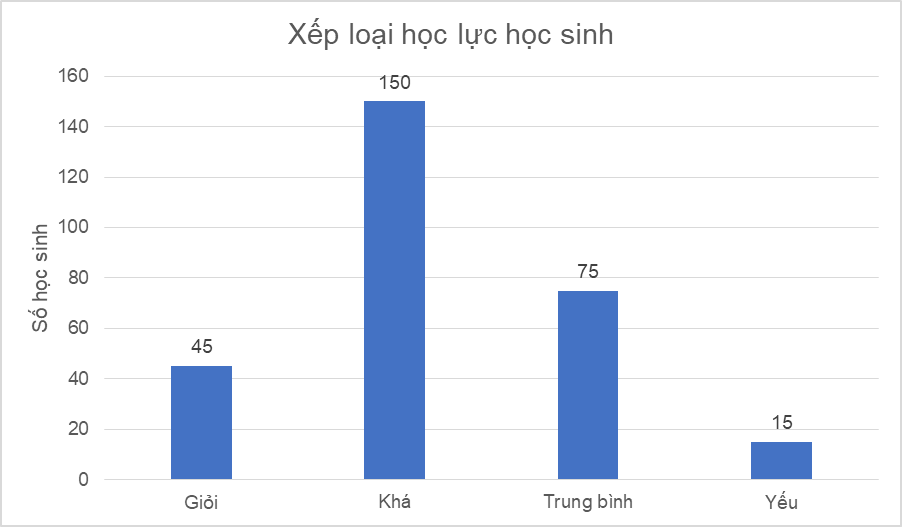 Xếp loại học lực học sinh
Số học sinh
160
140
120
100
80
60
40
20
0
45
150
75
15
Giỏi
Khá
Trung bình
Yếu